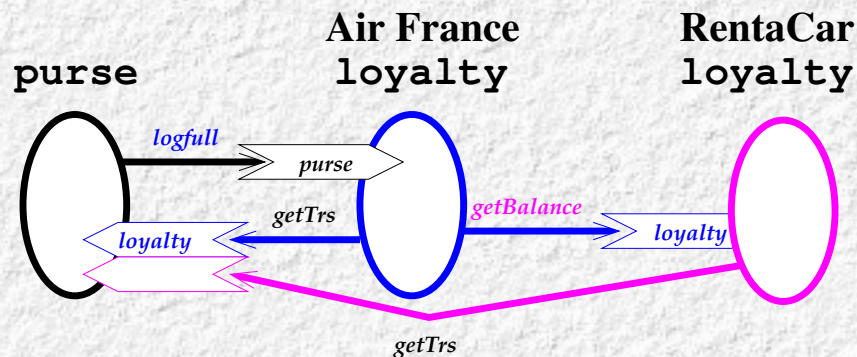 Air France
RentaCar
purse
loyalty
loyalty
logfull
purse
getTrs
getBalance
loyalty
loyalty
getTrs